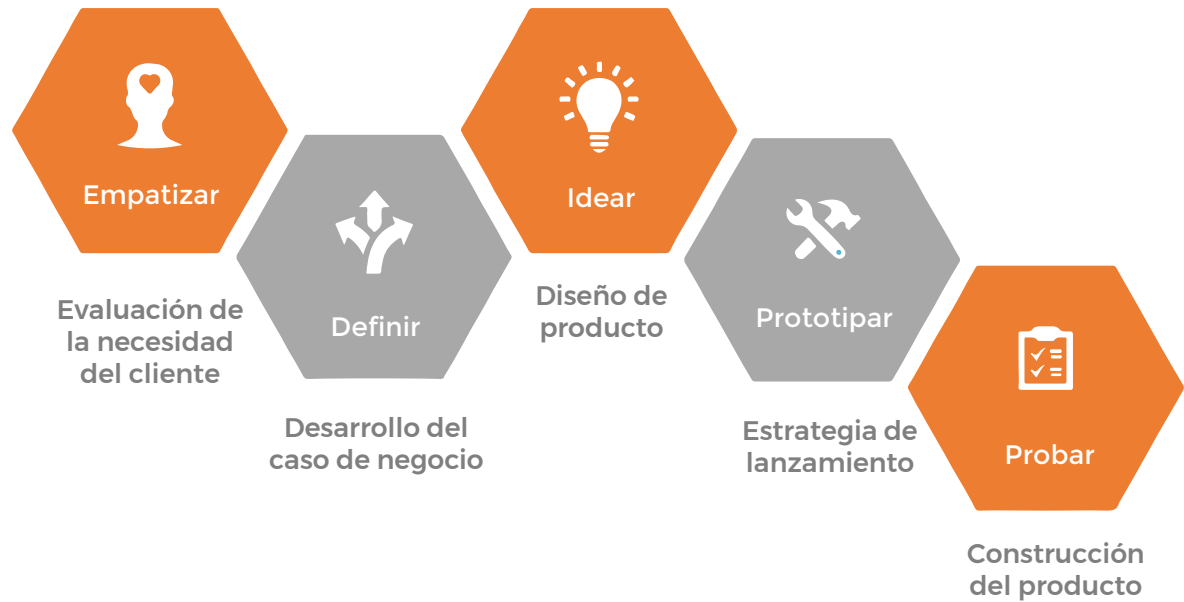 Empatizar
Evaluación de
la necesidad
del cliente
Definir
Desarrollo del
caso de negocio
Idear
Diseño de
producto
Prototipar
Estrategia de
lanzamiento
Probar
Construcción
del producto